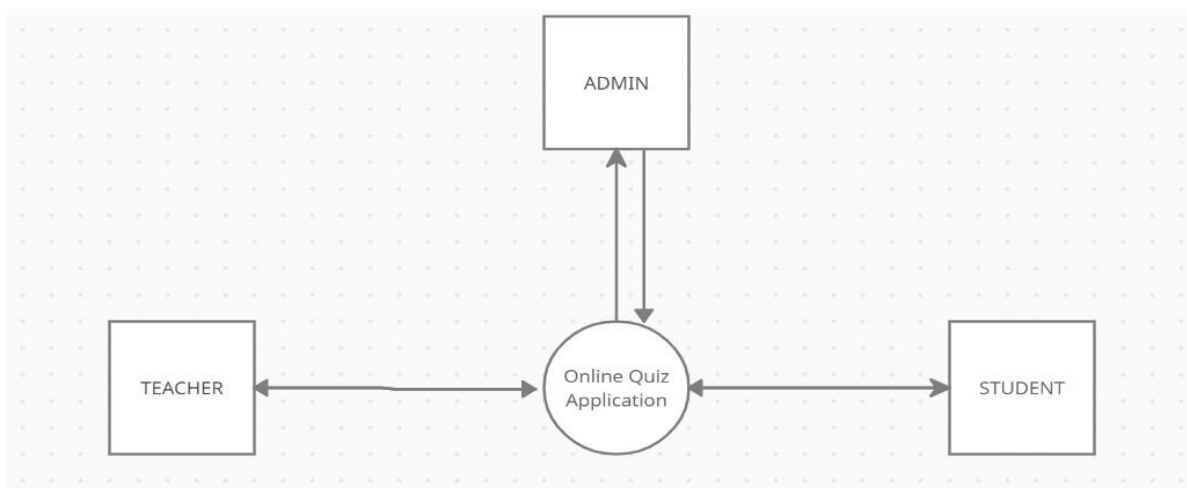 ADMIN
TEACHER
Online Quiz
Application
STUDENT